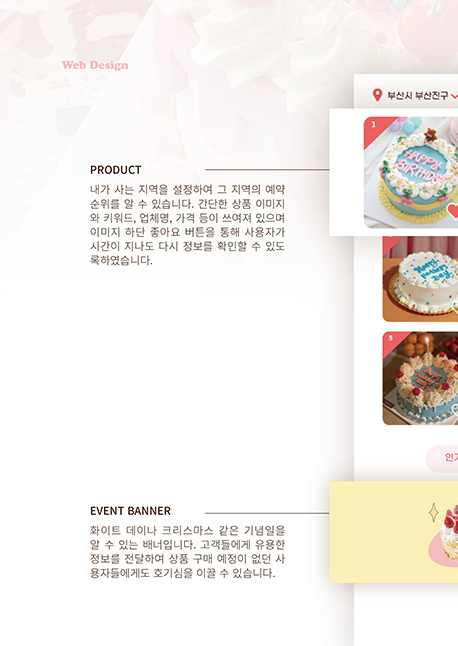 Web Design
부산시 부산진구
1
HAPPY
BIRTHDAY
PRODUCT
내가 사는 지역을 설정하여 그 지역의 예약
순위를 알 수 있습니다. 간단한 상품 이미지
와 키워드, 업체명, 가격 등이 쓰여져 있으며
이미지 하단 좋아요 버튼을 통해 사용자가
시간이 지나도 다시 정보를 확인할 수 있도
록하였습니다.
Day
5
인기
EVENT BANNER
화이트 데이나 크리스마스 같은 기념일을
알 수 있는 배너입니다. 고객들에게 유용한
정보를 전달하여 상품 구매 예정이 없던 사
용자들에게도 호기심을 이끌 수 있습니다.